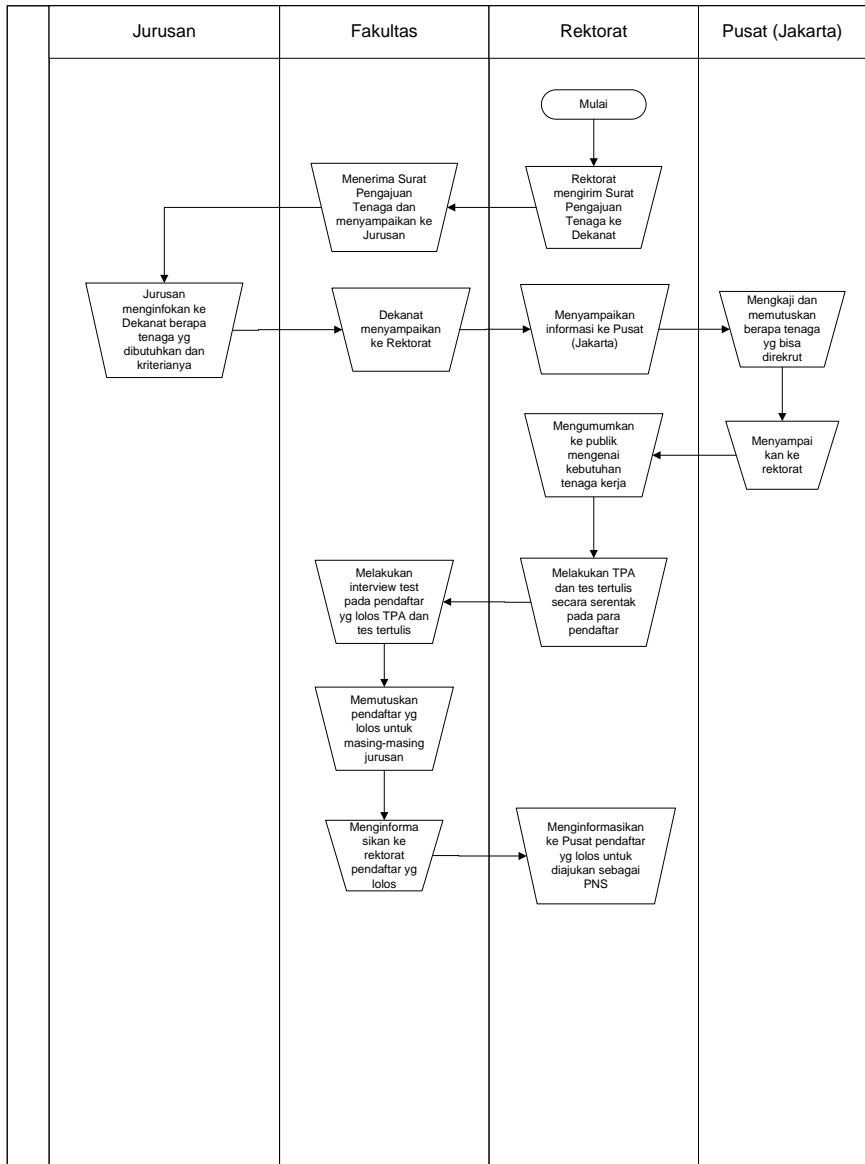 Jurusan
Fakultas
Rektorat
Pusat (Jakarta)
Mulai
Rektorat
mengirim Surat
Pengajuan
Tenaga ke
Dekanat
Menerima Surat
Pengajuan
Tenaga dan
menyampaikan ke
Jurusan
Jurusan
menginfokan ke
Dekanat berapa
tenaga yg
dibutuhkan dan
kriterianya
Dekanat
menyampaikan
ke Rektorat
Menyampaikan
informasi ke Pusat
(Jakarta)
Mengkaji dan
memutuskan
berapa tenaga
yg bisa
direkrut
Menyampai
kan ke
rektorat
Mengumumkan
ke publik
mengenai
kebutuhan
tenaga kerja
Melakukan TPA
dan tes tertulis
secara serentak
pada para
pendaftar
Melakukan
interview test
pada pendaftar
yg lolos TPA dan
tes tertulis
Memutuskan
pendaftar yg
lolos untuk
masing-masing
jurusan
Menginforma
sikan ke
rektorat
pendaftar yg
lolos
Menginformasikan
ke Pusat pendaftar
yg lolos untuk
diajukan sebagai
PNS